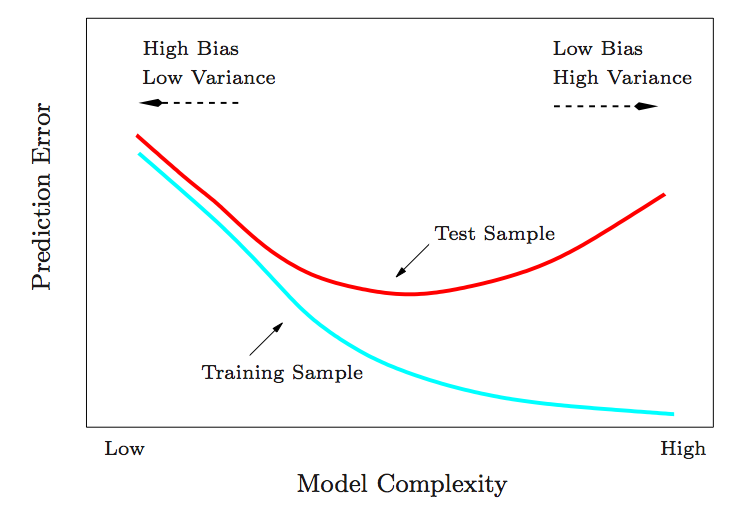 High Bias
Low Variance
Low Bias
High Variance
Prediction Error
Test Sample
Training Sample
Low
High
Model Complexity